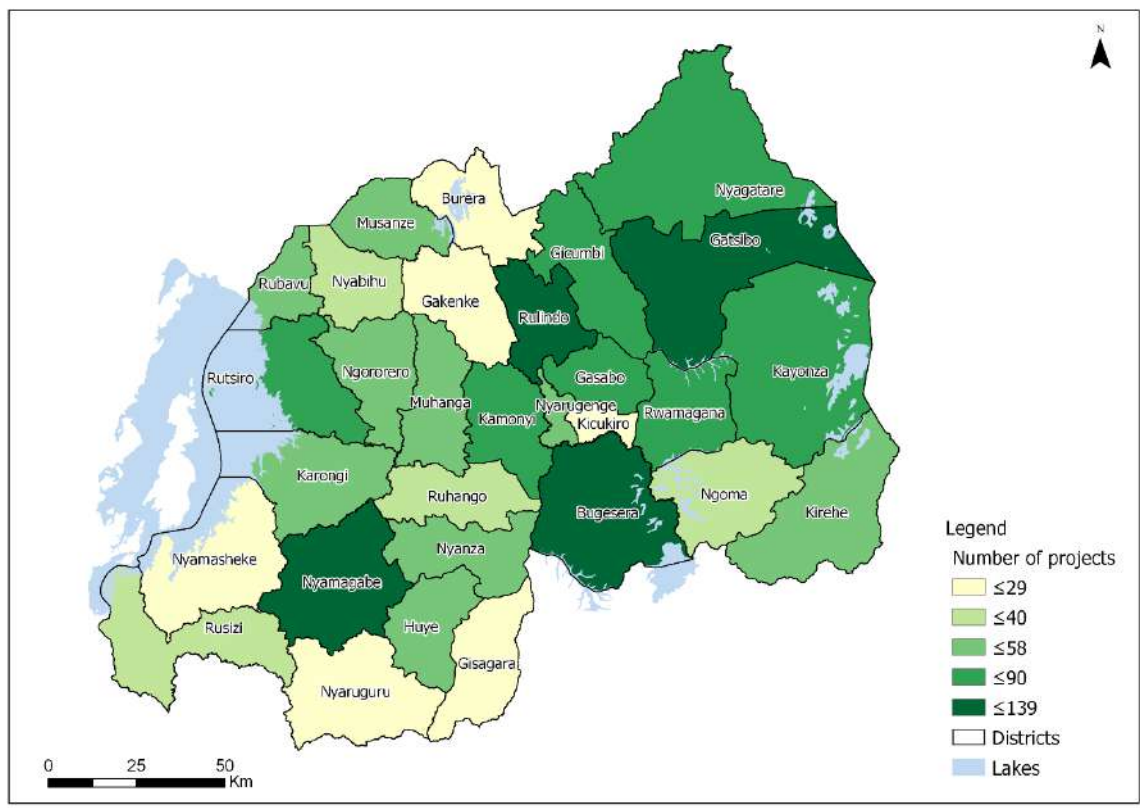 N
Nyagatare
Burera
Musanze
Gatsibo
Gicumbi
Rubavu
Nyabihu
Gakenke
Rulindo
Rutsiro
Ngororero
Gasabo
Kayonza
Muhanga
Nyarugenge
Kamonyi
Rwamagana
Kicukiro
Karongi
Ruhango
Ngoma
Bugesera
Kirehe
Nyanza
Nyamasheke
Nyamagabe
Rusizi
Huye
Gisagara
Nyaruguru
Legend
Number of projects
≤29
≤40
≤58
≤90
≤139
Districts
Lakes
0 25 50
Km